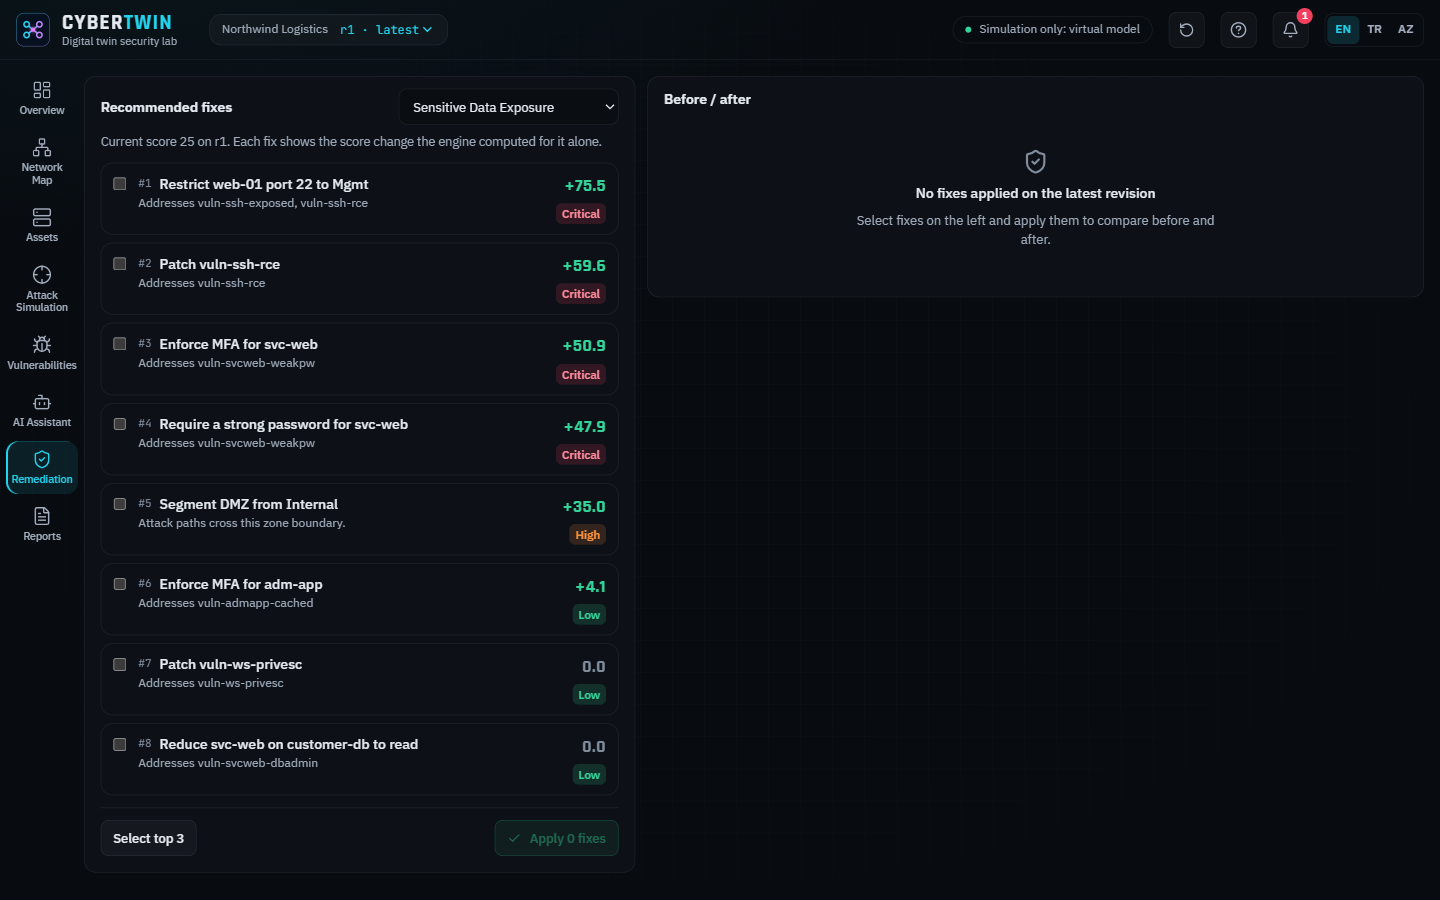 CYBERTWIN
Digital twin security lab
Northwind Logistics r1 · latest
Simulation only: virtual model
1
EN TR AZ
Overview
Network
Map
Assets
Attack
Simulation
Vulnerabilities
AI Assistant
Remediation
Reports
Recommended fixes
Sensitive Data Exposure
Current score 25 on r1. Each fix shows the score change the engine computed for it alone.
#1 Restrict web-01 port 22 to Mgmt
Addresses vuln-ssh-exposed, vuln-ssh-rce
+75.5
Critical
#2 Patch vuln-ssh-rce
Addresses vuln-ssh-rce
+59.6
Critical
#3 Enforce MFA for svc-web
Addresses vuln-svcweb-weakpw
+50.9
Critical
#4 Require a strong password for svc-web
Addresses vuln-svcweb-weakpw
+47.9
Critical
#5 Segment DMZ from Internal
Attack paths cross this zone boundary.
+35.0
High
#6 Enforce MFA for adm-app
Addresses vuln-admapp-cached
+4.1
Low
#7 Patch vuln-ws-privesc
Addresses vuln-ws-privesc
0.0
Low
#8 Reduce svc-web on customer-db to read
Addresses vuln-svcweb-dbadmin
0.0
Low
Select top 3
Apply 0 fixes
Before / after
No fixes applied on the latest revision
Select fixes on the left and apply them to compare before and
after.